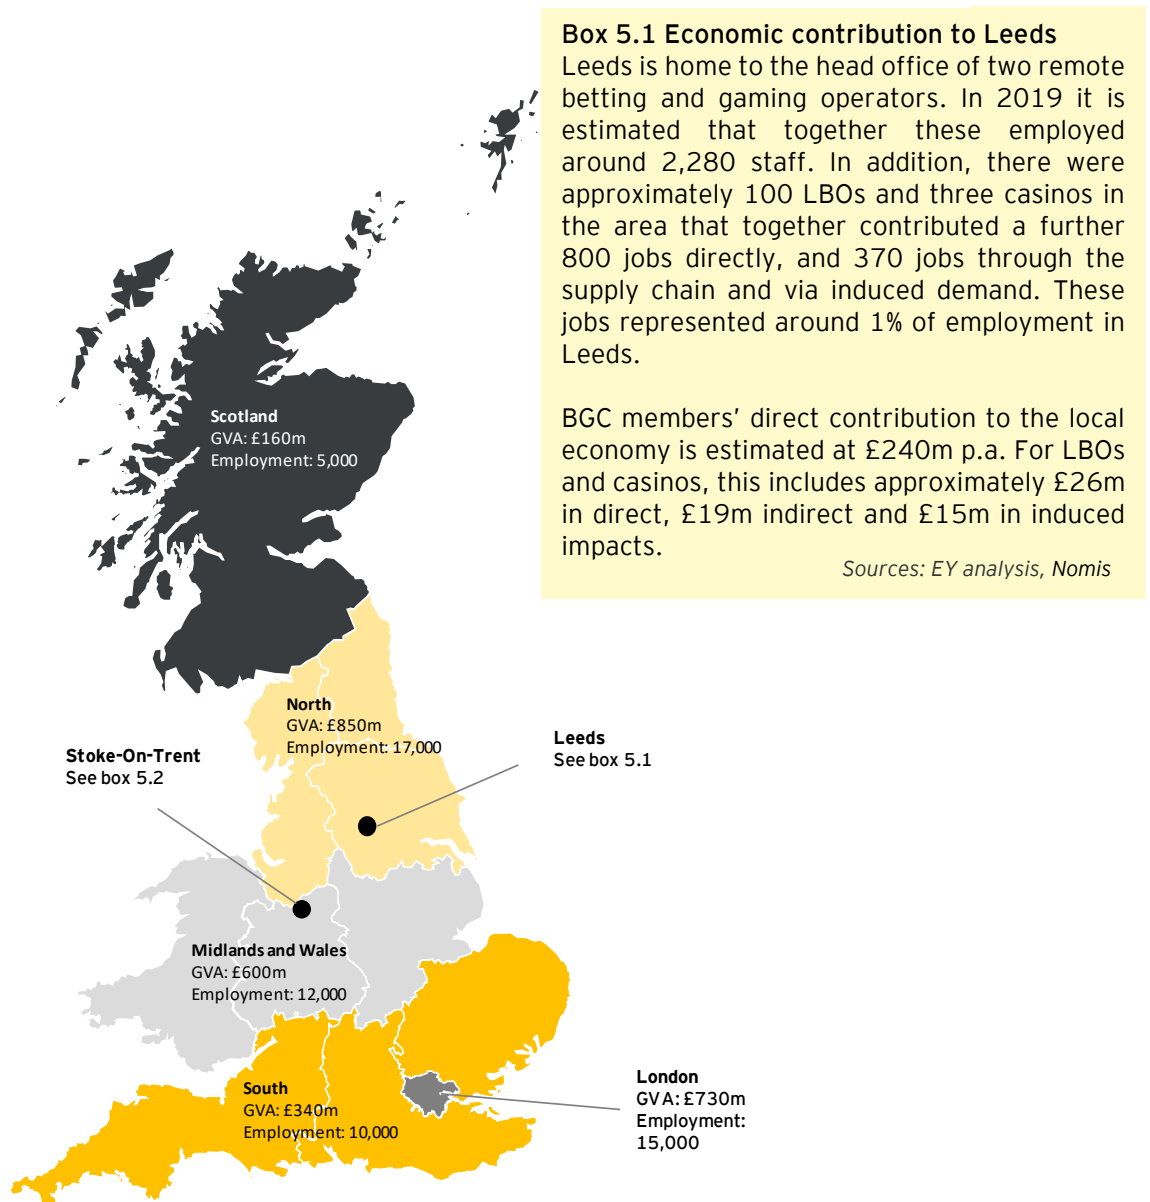 Box 5.1 Economic contribution to Leeds
Leeds is home to the head office of two remote
betting and gaming operators. In 2019 it is
estimated that together these employed
around 2,280 staff. In addition, there were
approximately 100 LBOs and three casinos in
the area that together contributed a further
800 jobs directly, and 370 jobs through the
supply chain and via induced demand. These
jobs represented around 1% of employment in
Leeds.
BGC members’ direct contribution to the local
economy is estimated at £240m p.a. For LBOs
and casinos, this includes approximately £26m
in direct, £19m indirect and £15m in induced
impacts.
Sources: EY analysis, Nomis
Scotland
GVA: £160m
Employment: 5,000
North
GVA: £850m
Employment: 17,000
Stoke-On-Trent
See box 5.2
Leeds
See box 5.1
Midlands and Wales
GVA: £600m
Employment: 12,000
South
GVA: £340m
Employment: 10,000
London
GVA: £730m
Employment:
15,000